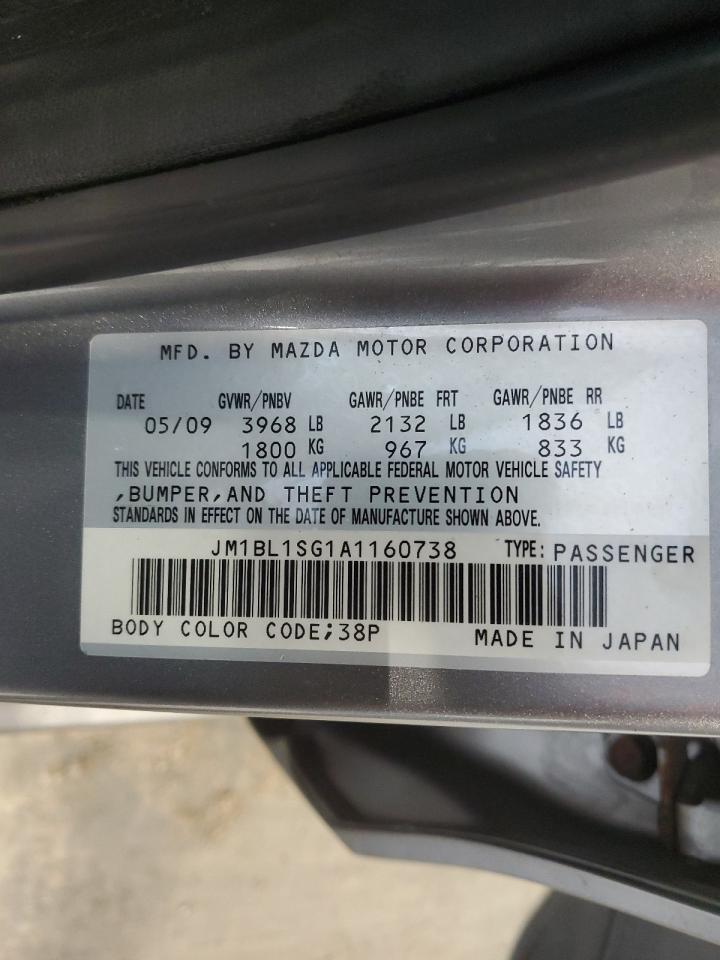 MFD. BY MAZDA MOTOR CORPORATION
DATE GVWR/PNBV GAWR/PNBE FRT GAWR/PNBE RR
05/09 3968 LB 2132 LB 1836 LB
1800 KG 967 KG 833 KG
THIS VEHICLE CONFORMS TO ALL APPLICABLE FEDERAL MOTOR VEHICLE SAFETY
,BUMPER,AND THEFT PREVENTION
STANDARDS IN EFFECT ON THE DATE OF MANUFACTURE SHOWN ABOVE.
JM1BL1SG1A1160738 TYPE: PASSENGER
BODY COLOR CODE;38P MADE IN JAPAN